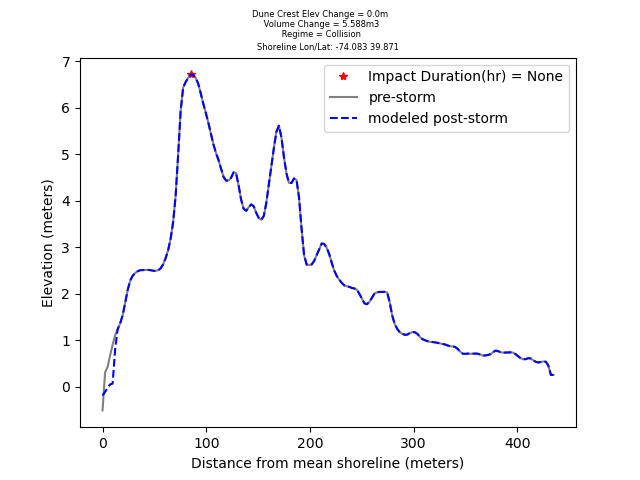 Dune Crest Elev Change = 0.0m
Volume Change = 5.588m3
Regime = Collision
Shoreline Lon/Lat: -74.083 39.871
Impact Duration(hr) = None
pre-storm
modeled post-storm
7
6
5
4
3
2
1
0
Elevation (meters)
0 100 200 300 400
Distance from mean shoreline (meters)